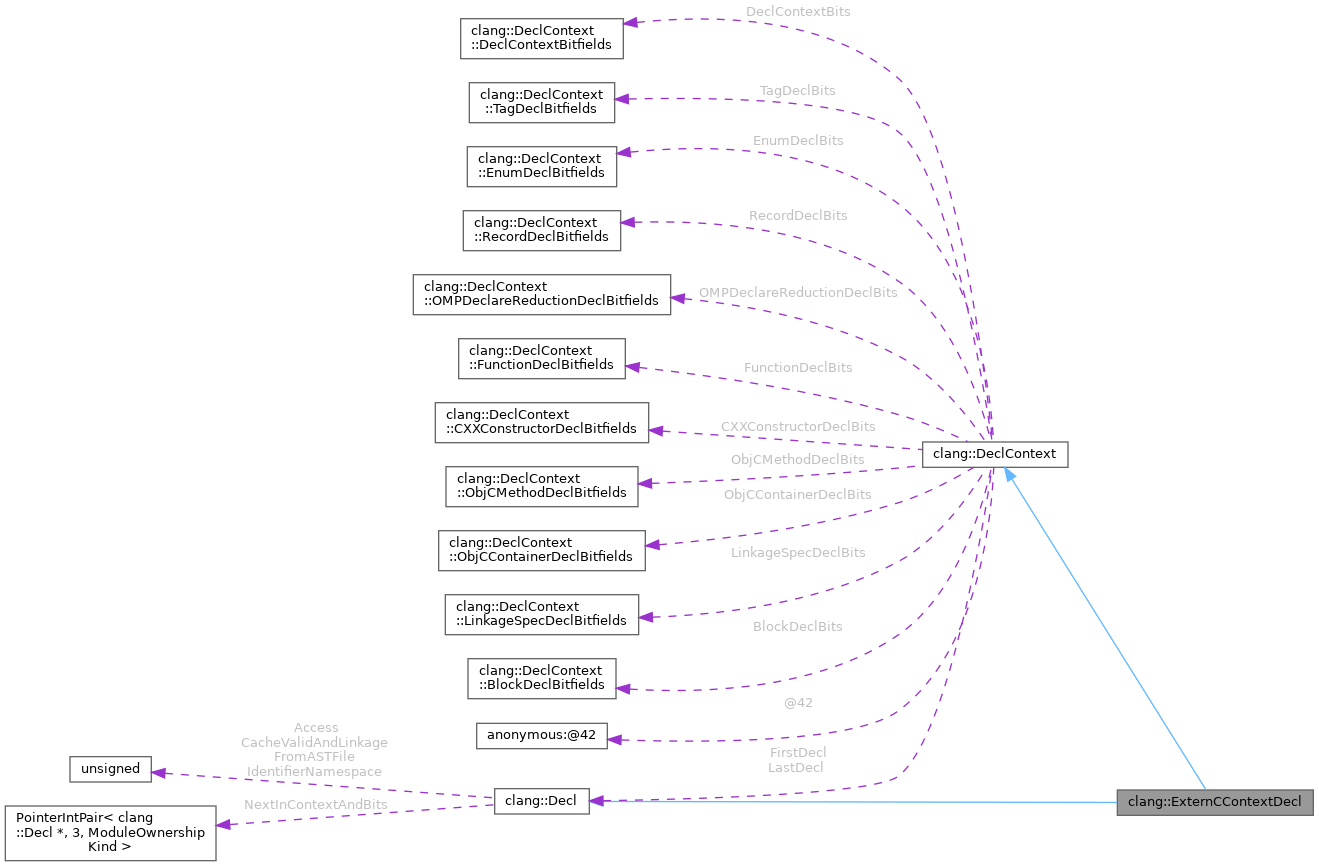 DeclContextBits
clang::DeclContext
::DeclContextBitfields
TagDeclBits
clang::DeclContext
::TagDeclBitfields
EnumDeclBits
clang::DeclContext
::EnumDeclBitfields
RecordDeclBits
clang::DeclContext
::RecordDeclBitfields
OMPDeclareReductionDeclBits
clang::DeclContext
::OMPDeclareReductionDeclBitfields
FunctionDeclBits
clang::DeclContext
::FunctionDeclBitfields
CXXConstructorDeclBits
clang::DeclContext
::CXXConstructorDeclBitfields
clang::DeclContext
ObjCMethodDeclBits
clang::DeclContext
::ObjCMethodDeclBitfields
ObjCContainerDeclBits
clang::DeclContext
::ObjCContainerDeclBitfields
LinkageSpecDeclBits
clang::DeclContext
::LinkageSpecDeclBitfields
BlockDeclBits
clang::DeclContext
::BlockDeclBitfields
@42
anonymous:@42
Access
CacheValidAndLinkage
FromASTFile
IdentifierNamespace
FirstDecl
LastDecl
unsigned
clang::Decl
clang::ExternCContextDecl
NextInContextAndBits
PointerIntPair< clang
::Decl *, 3, ModuleOwnership
Kind >